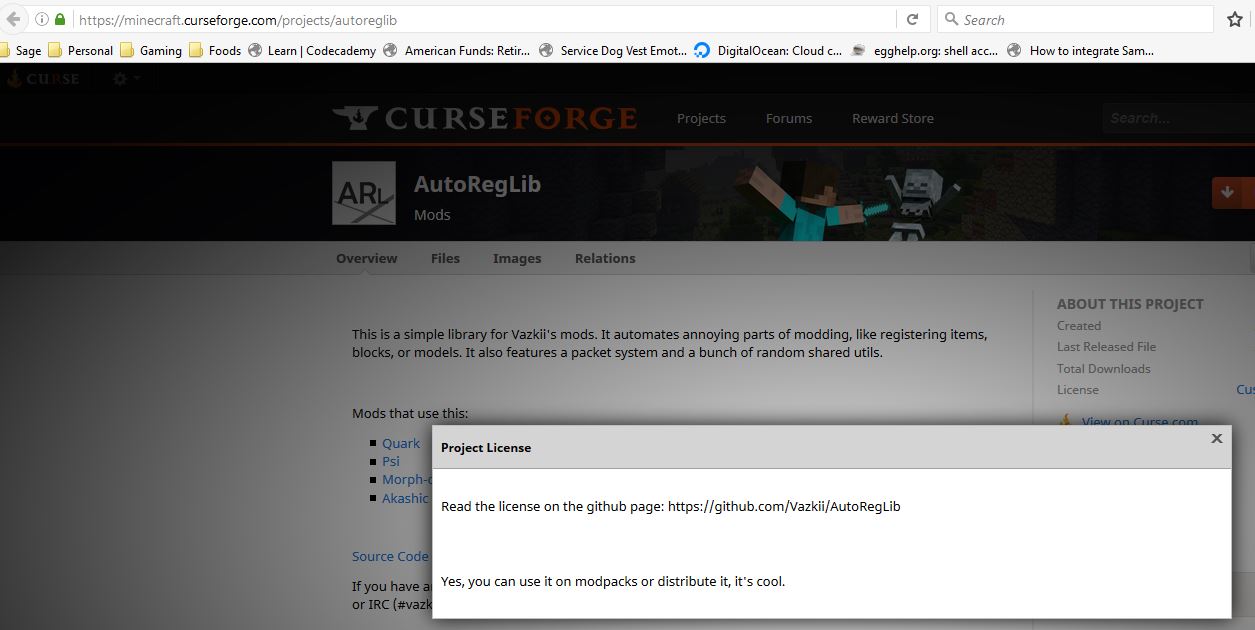 https://minecraft.curseforge.com/projects/autoreglib
Search
Sage Personal Gaming Foods Learn | Codecademy American Funds: Retir... Service Dog Vest Emot... DigitalOcean: Cloud c... egghelp.org: shell acc... How to integrate Sam...
CURSE
CURSEFORGE Projects Forums Reward Store Search...
ARL
AutoRegLib
Mods
Overview Files Images Relations
This is a simple library for Vazkii's mods. It automates annoying parts of modding, like registering items,
blocks, or models. It also features a packet system and a bunch of random shared utils.
Mods that use this:
Quark
Psi
Morph-
Akashic
Source Code
If you have a
or IRC (#vazk
ABOUT THIS PROJECT
Created
Last Released File
Total Downloads
License Cus
View on Curse.com
Project License
Read the license on the github page: https://github.com/Vazkii/AutoRegLib
Yes, you can use it on modpacks or distribute it, it's cool.